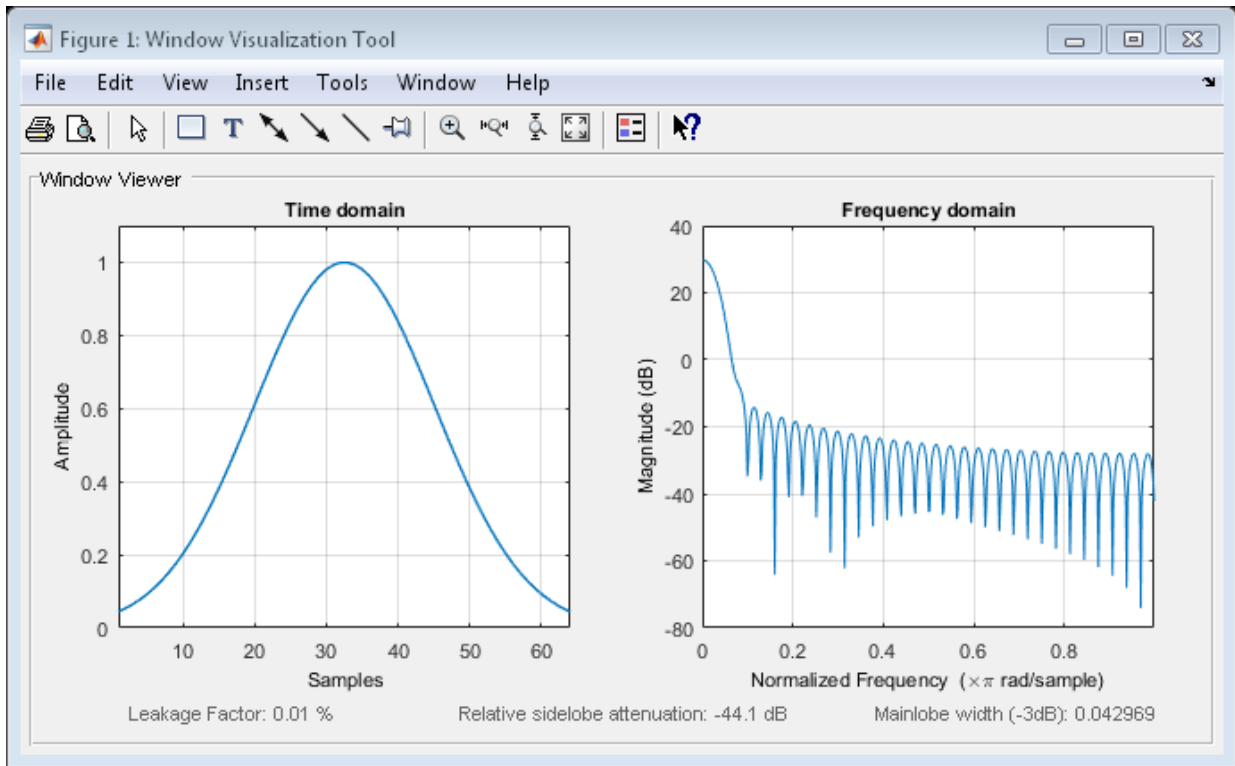 Figure 1: Window Visualization Tool
File Edit View Insert Tools Window Help
T
?
Window Viewer
Time domain
1
0.8
0.6
0.4
0.2
0
Amplitude
10 20 30 40 50 60
Samples
Frequency domain
40
20
0
-20
-40
-60
-80
Magnitude (dB)
0 0.2 0.4 0.6 0.8
Normalized Frequency (×π rad/sample)
Leakage Factor: 0.01 %
Relative sidelobe attenuation: -44.1 dB
Mainlobe width (-3dB): 0.042969